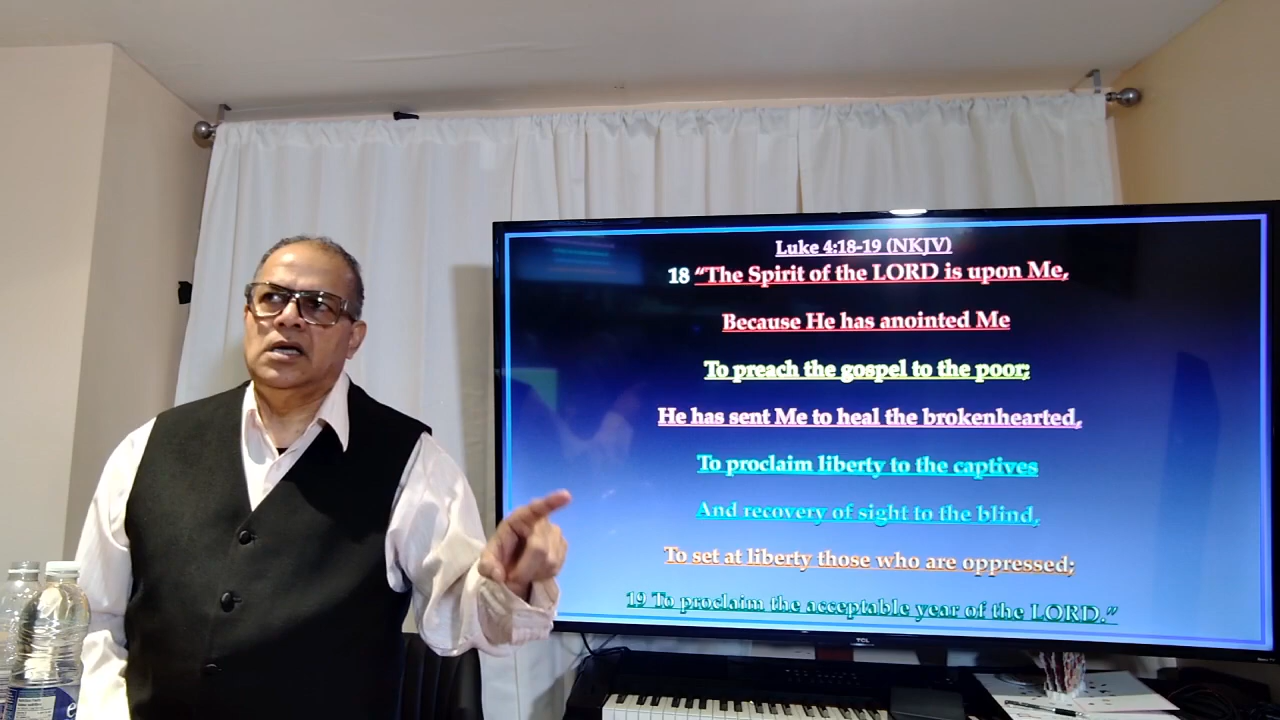 Luke 4:18-19 (NKJV)
18 “The Spirit of the LORD is upon Me,
Because He has anointed Me
To preach the gospel to the poor;
He has sent Me to heal the brokenhearted,
To proclaim liberty to the captives
And recovery of sight to the blind,
To set at liberty those who are oppressed;
19 To proclaim the acceptable year of the LORD.”
TCL